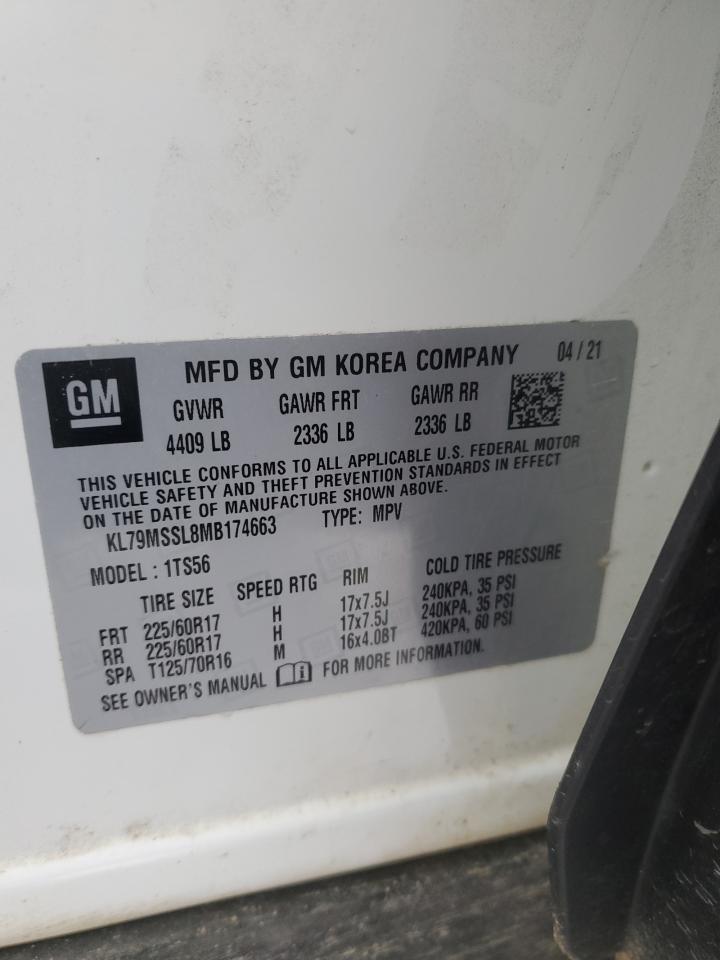 GM
MFD BY GM KOREA COMPANY 04 / 21
GVWR GAWR FRT GAWR RR
4409 LB 2336 LB 2336 LB
THIS VEHICLE CONFORMS TO ALL APPLICABLE U.S. FEDERAL MOTOR
VEHICLE SAFETY AND THEFT PREVENTION STANDARDS IN EFFECT
ON THE DATE OF MANUFACTURE SHOWN ABOVE.
KL79MSSL8MB174663 TYPE: MPV
MODEL : 1TS56
TIRE SIZE SPEED RTG RIM COLD TIRE PRESSURE
FRT 225/60R17 H 17x7.5J 240KPA, 35 PSI
RR 225/60R17 H 17x7.5J 240KPA, 35 PSI
SPA T125/70R16 M 16x4.0BT 420KPA, 60 PSI
SEE OWNER'S MANUAL i FOR MORE INFORMATION.